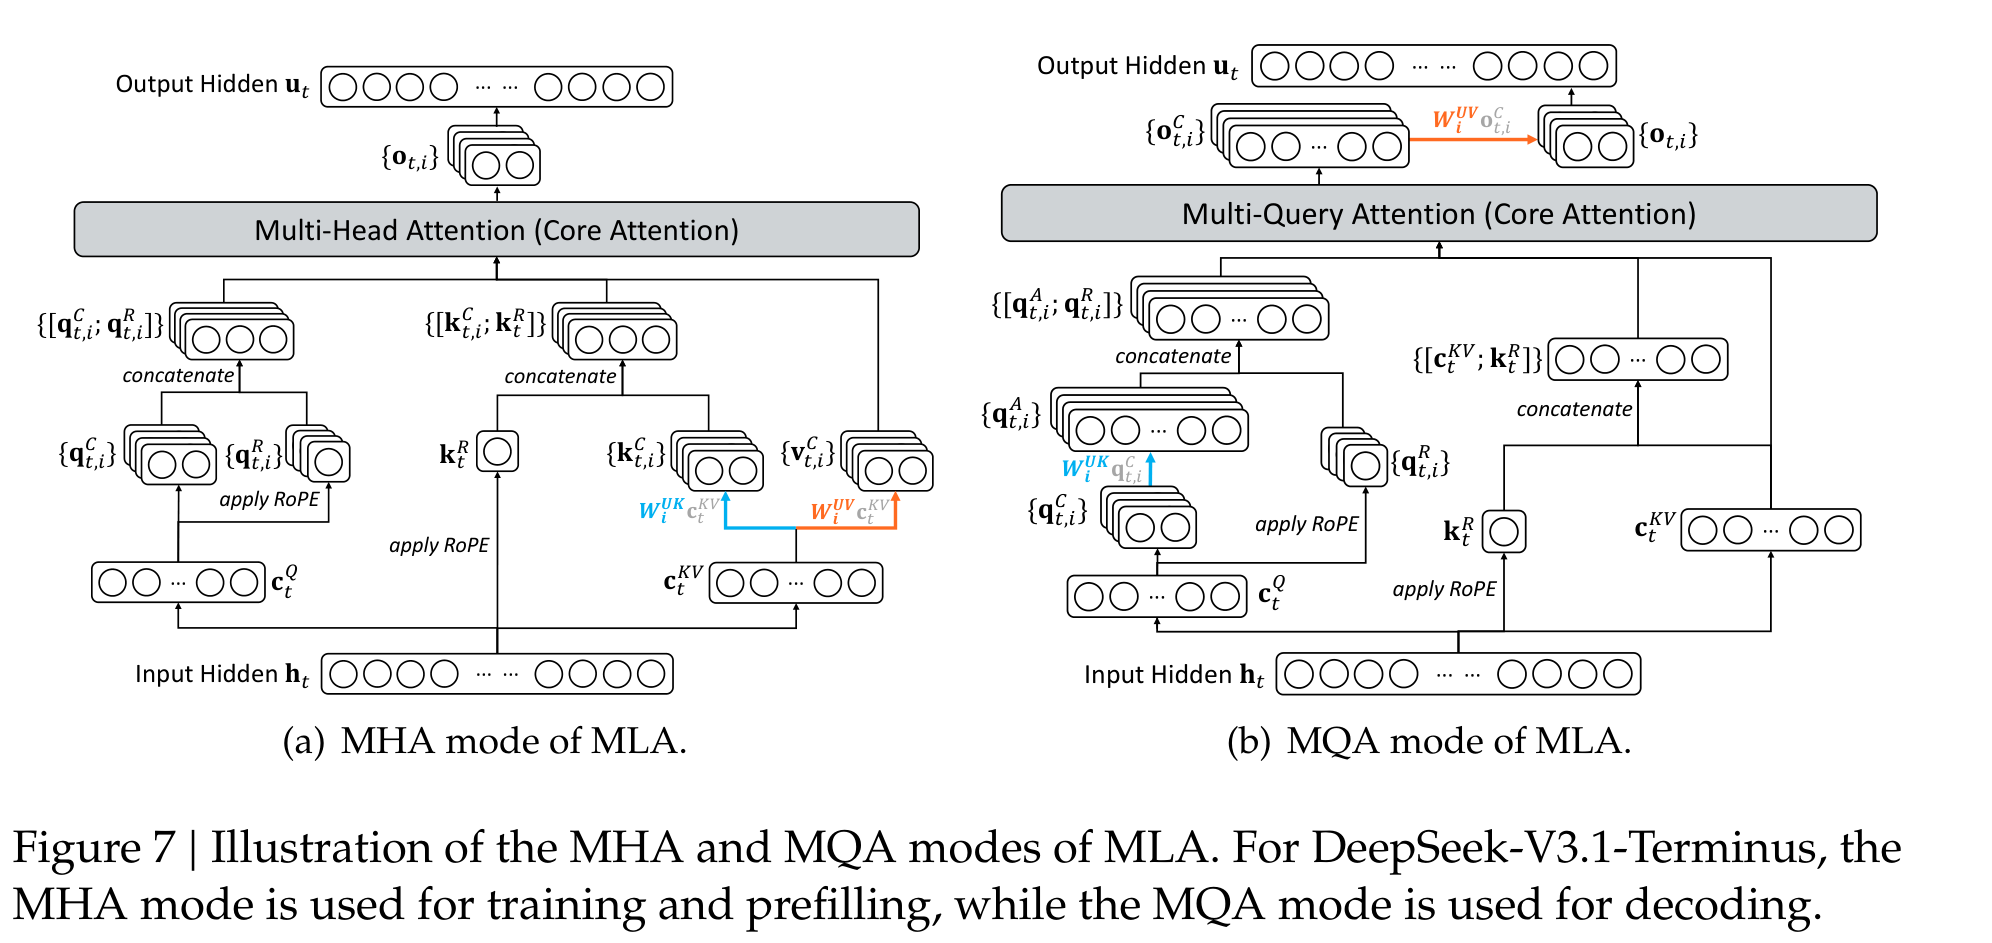 Output Hidden u_t
{o_{t,i}}
Multi-Head Attention (Core Attention)
{[q^C_{t,i}; q^R_{t,i}]}
{[k^C_{t,i}; k^R_t]}
concatenate
concatenate
{q^C_{t,i}}
{q^R_{t,i}}
k^R_t
{k^C_{t,i}}
{v^C_{t,i}}
apply RoPE
W^{UK}_i c^{KV}_t
W^{UV}_i c^{KV}_t
apply RoPE
c^Q_t
c^{KV}_t
Input Hidden h_t
(a) MHA mode of MLA.
Output Hidden u_t
{o^C_{t,i}}
W^{UV}_i o^C_{t,i}
{o_{t,i}}
Multi-Query Attention (Core Attention)
{[q^A_{t,i}; q^R_{t,i}]}
concatenate
{[c^{KV}_t; k^R_t]}
concatenate
{q^A_{t,i}}
{q^R_{t,i}}
W^{UK}_i q^C_{t,i}
{q^C_{t,i}}
apply RoPE
k^R_t
c^{KV}_t
apply RoPE
c^Q_t
Input Hidden h_t
(b) MQA mode of MLA.
Figure 7 | Illustration of the MHA and MQA modes of MLA. For DeepSeek-V3.1-Terminus, the
MHA mode is used for training and prefilling, while the MQA mode is used for decoding.